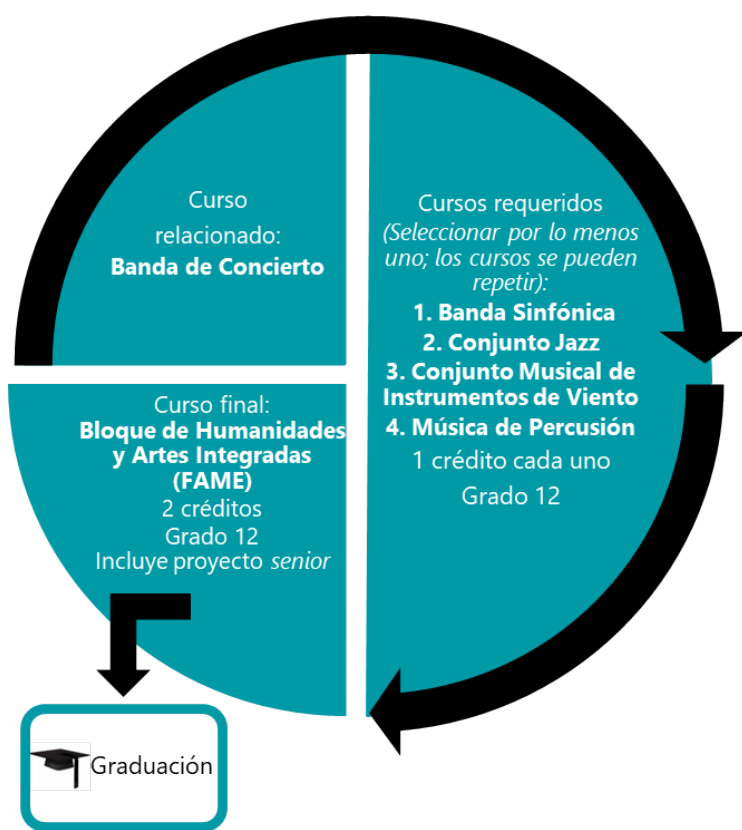 Curso
relacionado:
Banda de Concierto
Cursos requeridos
(Seleccionar por lo menos
uno; los cursos se pueden
repetir):
1. Banda Sinfónica
2. Conjunto Jazz
3. Conjunto Musical de
Instrumentos de Viento
4. Música de Percusión
1 crédito cada uno
Grado 12
Curso final:
Bloque de Humanidades
y Artes Integradas
(FAME)
2 créditos
Grado 12
Incluye proyecto senior
Graduación